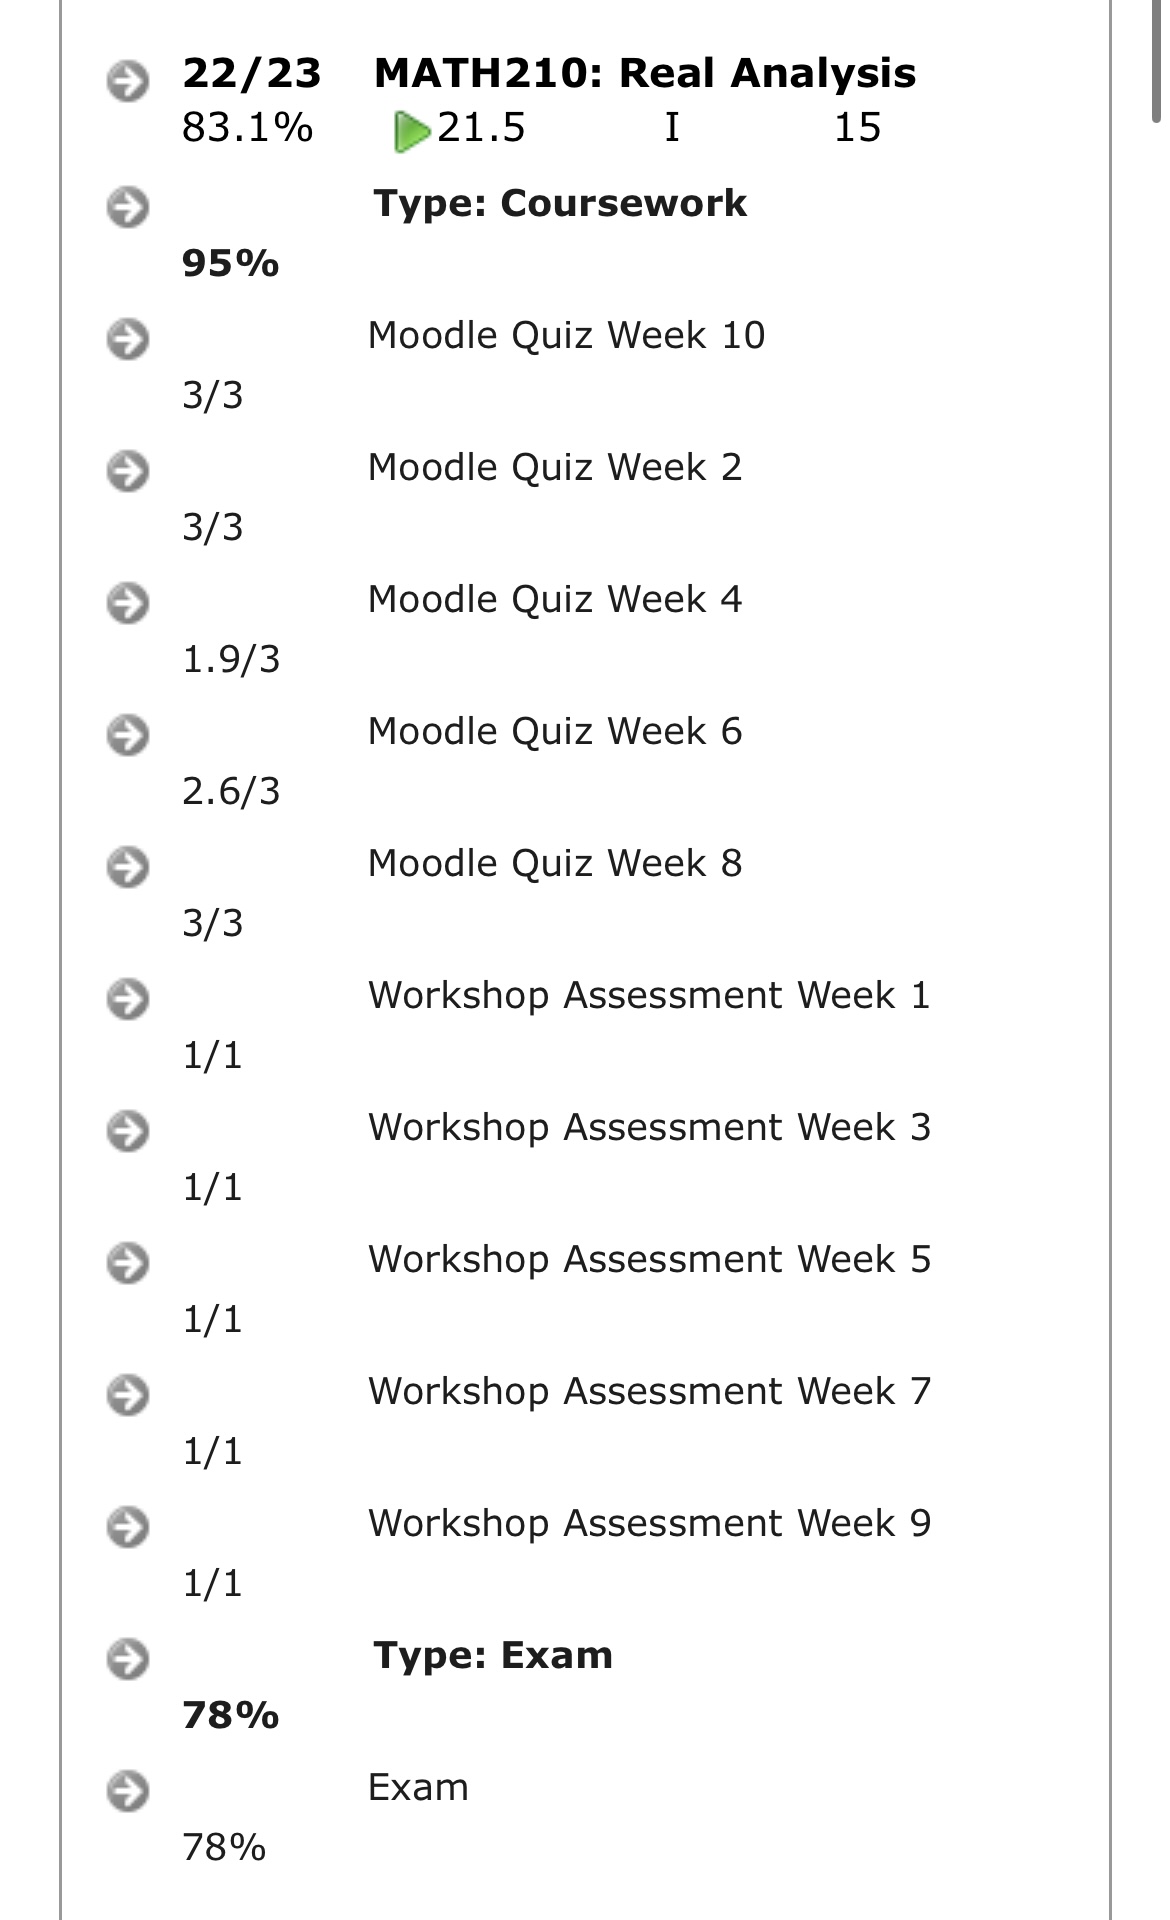 22/23 MATH210: Real Analysis
83.1% 21.5 I 15
Type: Coursework
95%
Moodle Quiz Week 10
3/3
Moodle Quiz Week 2
3/3
Moodle Quiz Week 4
1.9/3
Moodle Quiz Week 6
2.6/3
Moodle Quiz Week 8
3/3
Workshop Assessment Week 1
1/1
Workshop Assessment Week 3
1/1
Workshop Assessment Week 5
1/1
Workshop Assessment Week 7
1/1
Workshop Assessment Week 9
1/1
Type: Exam
78%
Exam
78%